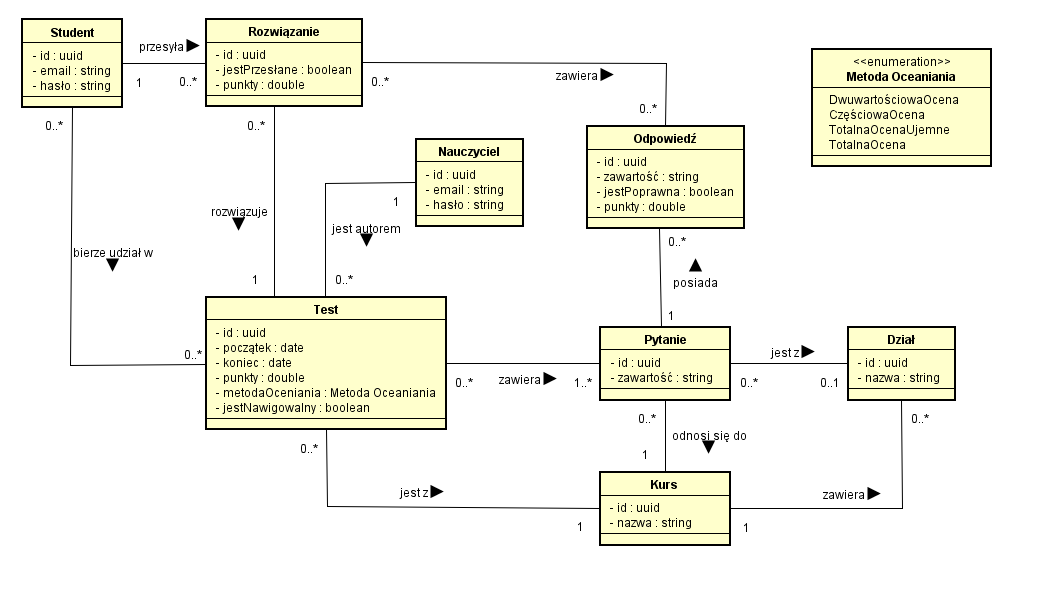 Student
- id : uuid
- email : string
- hasło : string
przesyła
1
0..*
Rozwiązanie
- id : uuid
- jestPrzesłane : boolean
- punkty : double
0..*
zawiera
0..*
<<enumeration>>
Metoda Oceaniania
DwuwartościowaOcena
CzęściowaOcena
TotalnaOcenaUjemne
TotalnaOcena
0..*
0..*
Nauczyciel
- id : uuid
- email : string
- hasło : string
1
Odpowiedź
- id : uuid
- zawartość : string
- jestPoprawna : boolean
- punkty : double
0..*
rozwiązuje
jest autorem
bierze udział w
posiada
1
0..*
1
0..*
Test
- id : uuid
- początek : date
- koniec : date
- punkty : double
- metodaOceniania : Metoda Oceaniania
- jestNawigowalny : boolean
0..*
zawiera
1..*
Pytanie
- id : uuid
- zawartość : string
jest z
0..*
0..1
Dział
- id : uuid
- nazwa : string
0..*
0..*
odnosi się do
1
0..*
jest z
1
Kurs
- id : uuid
- nazwa : string
zawiera
1